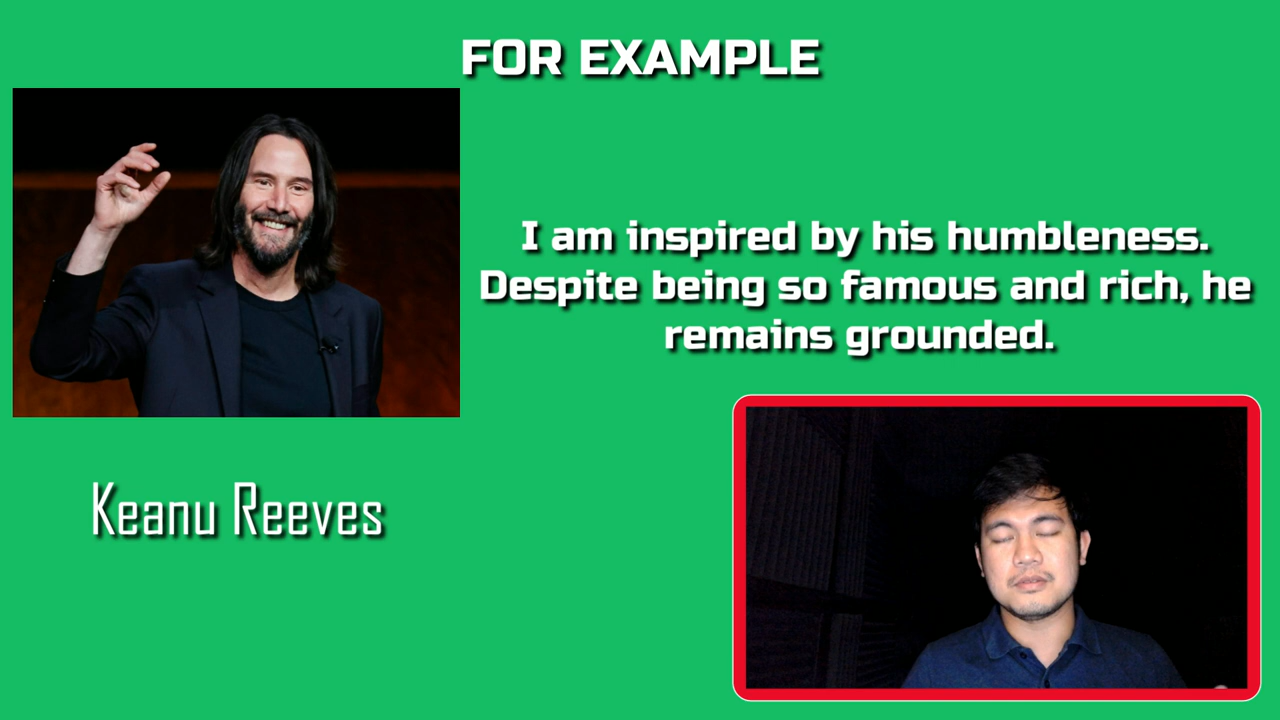 FOR EXAMPLE
I am inspired by his humbleness.
Despite being so famous and rich, he
remains grounded.
Keanu Reeves